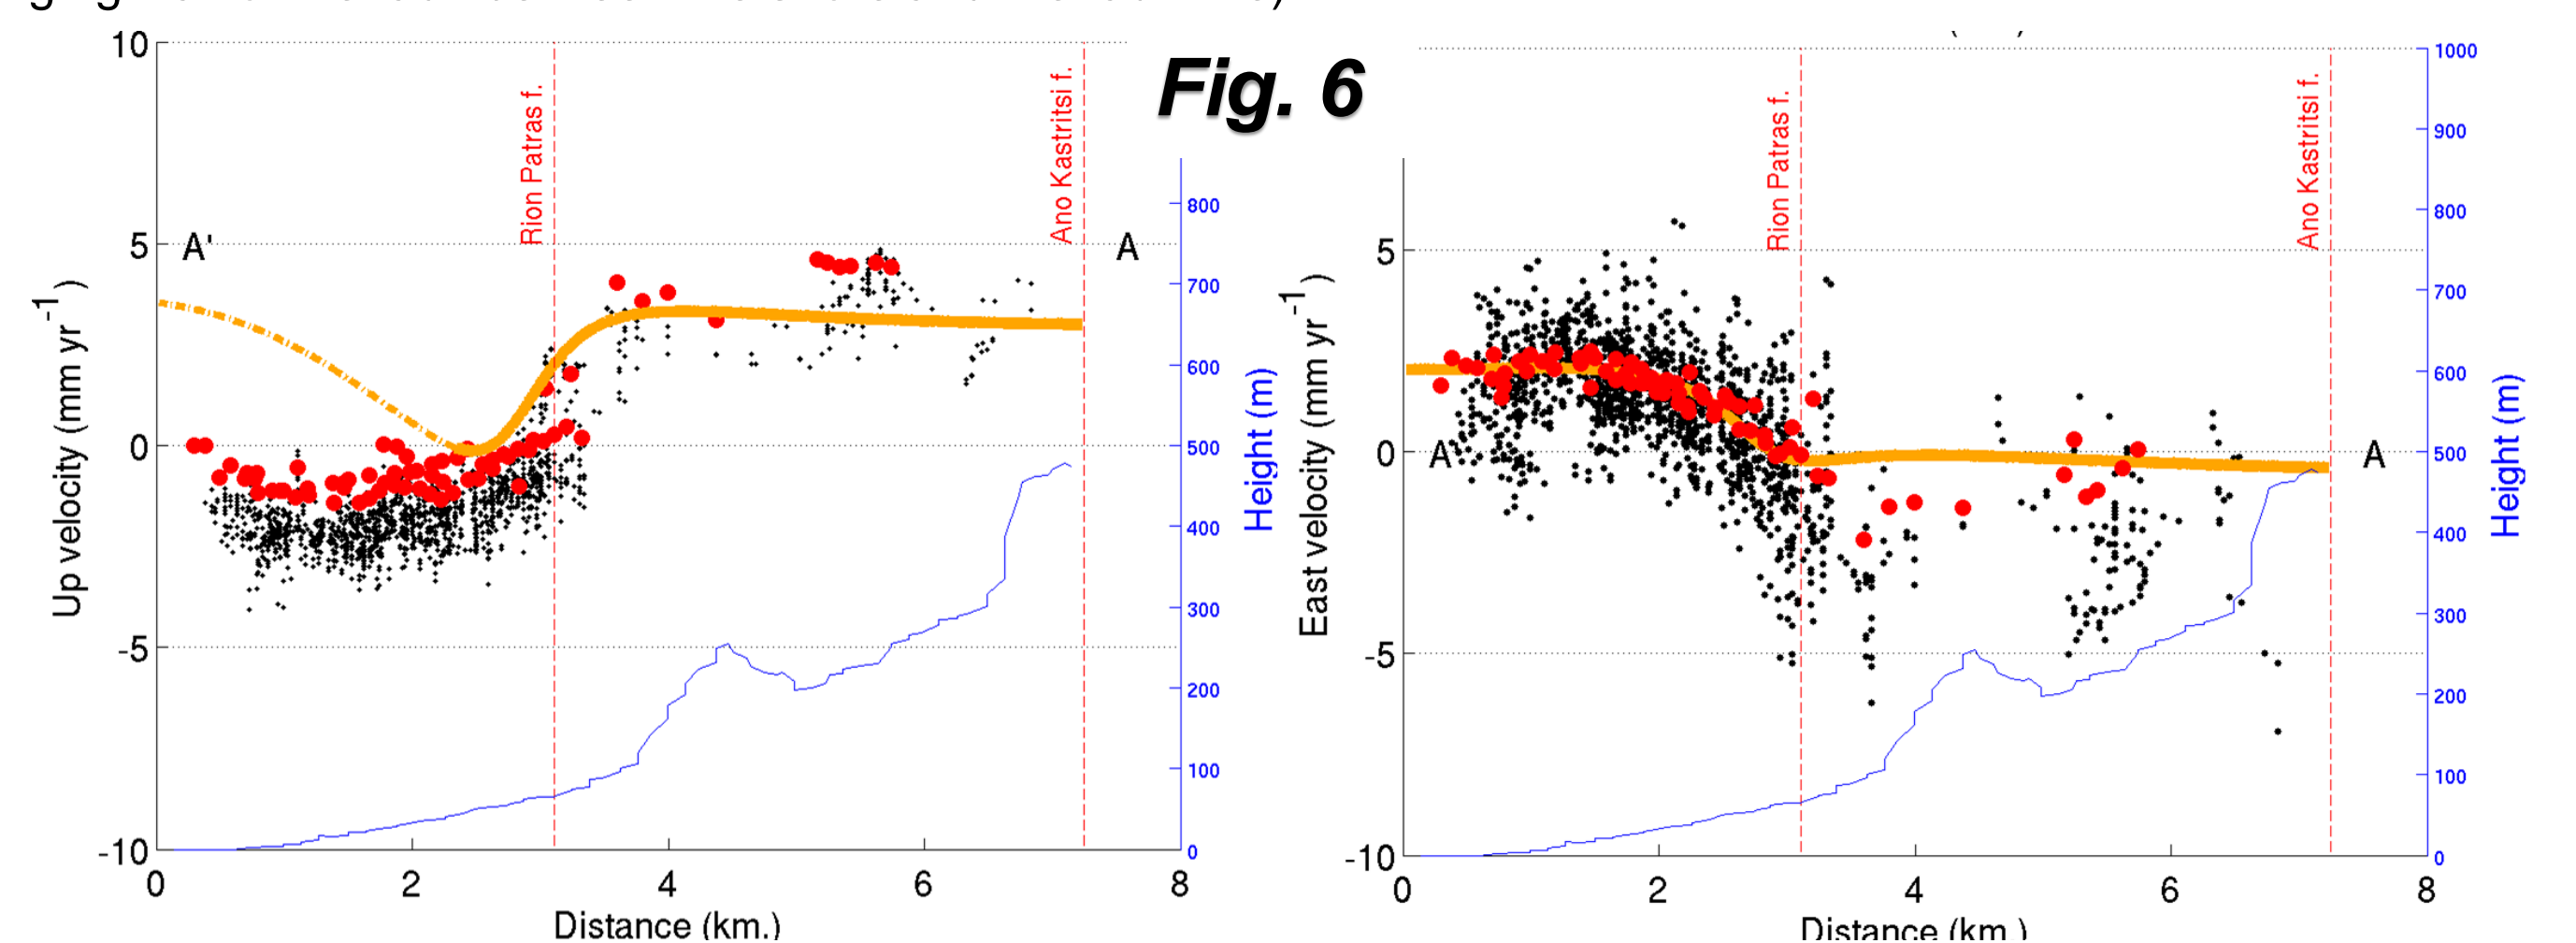 Fig. 6
10
5
0
-5
-10
Up velocity (mm yr-1)
A'
Rion Patras f.
Ano Kastritsi f.
A
800
700
600
500
400
300
200
100
0
Height (m)
0
2
4
6
8
Distance (km.)
5
0
-5
-10
East velocity (mm yr-1)
A'
Rion Patras f.
Ano Kastritsi f.
A
1000
900
800
700
600
500
400
300
200
100
0
Height (m)
0
2
4
6
8
Distance (km.)